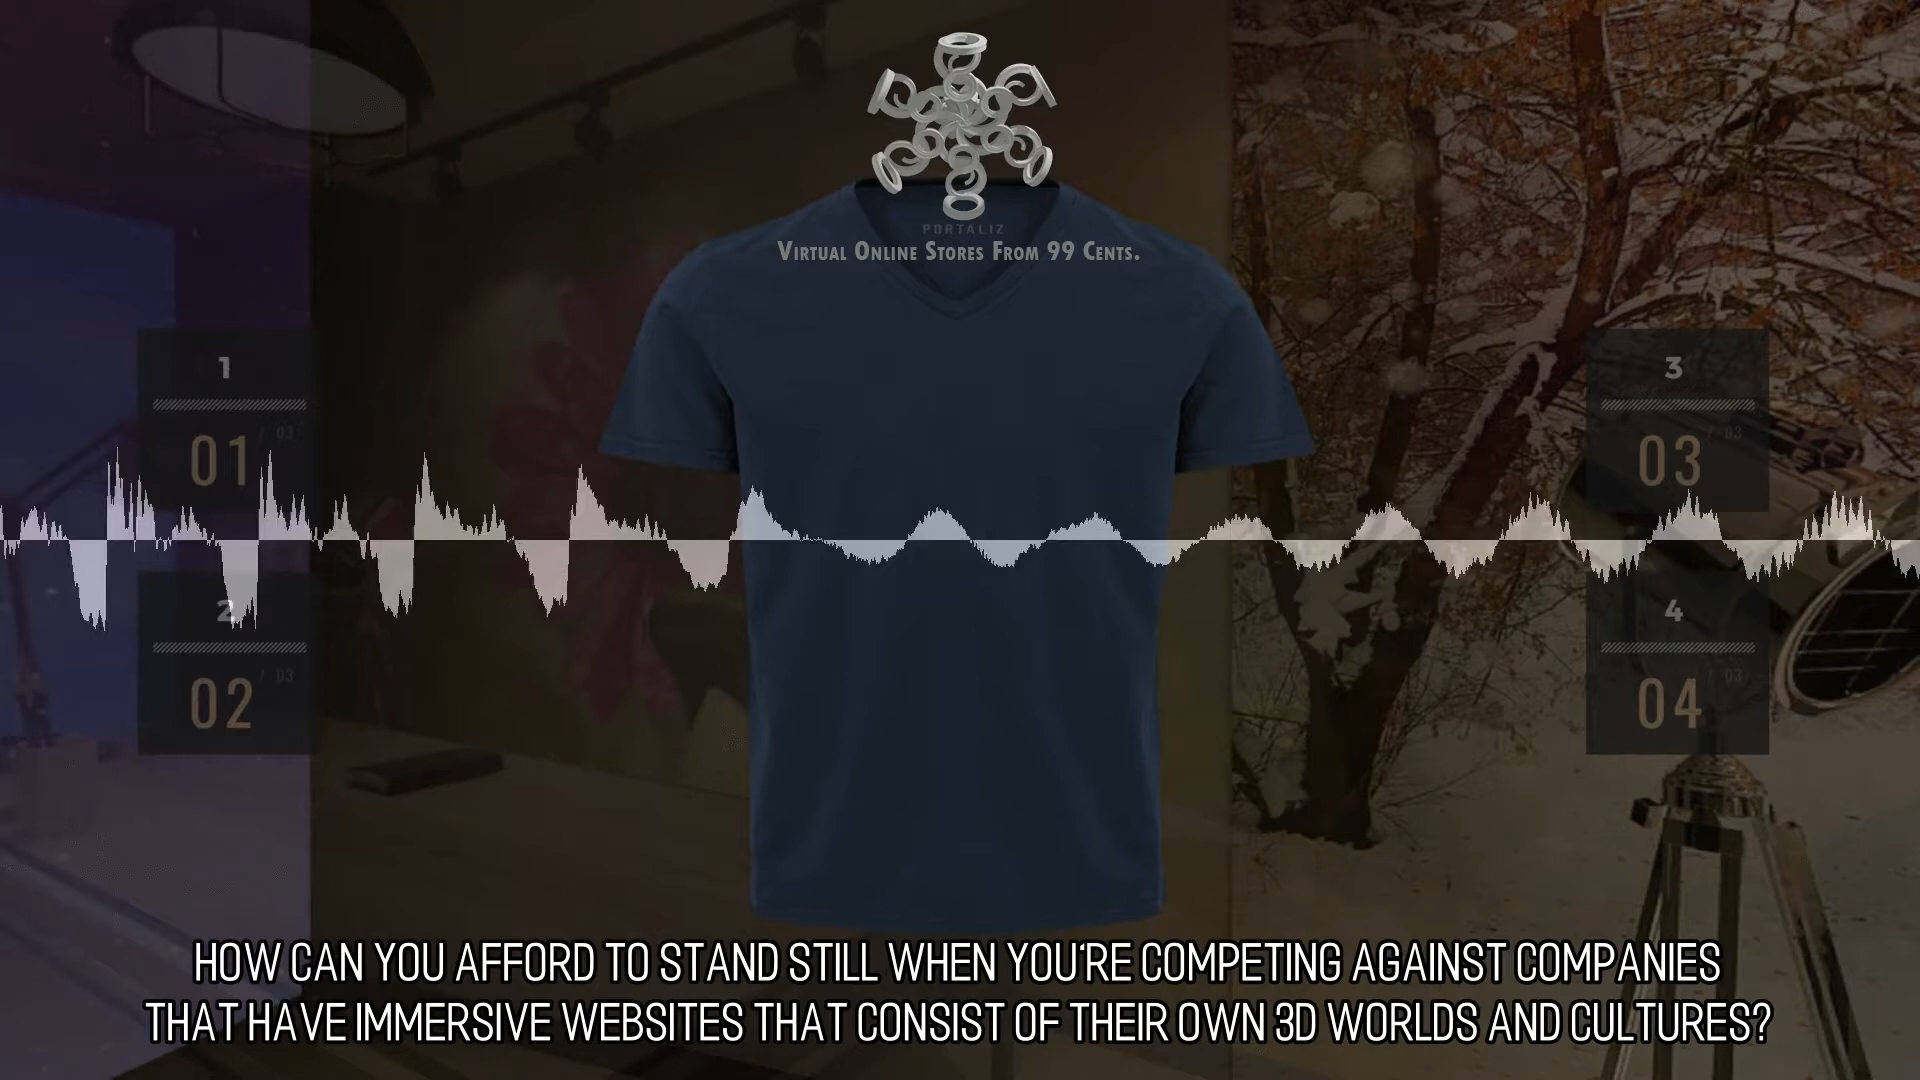 PORTALIZ
Virtual Online Stores From 99 Cents.
1
01 / 03
2
02 / 03
3
03 / 03
4
04 / 03
HOW CAN YOU AFFORD TO STAND STILL WHEN YOU'RE COMPETING AGAINST COMPANIES
THAT HAVE IMMERSIVE WEBSITES THAT CONSIST OF THEIR OWN 3D WORLDS AND CULTURES?